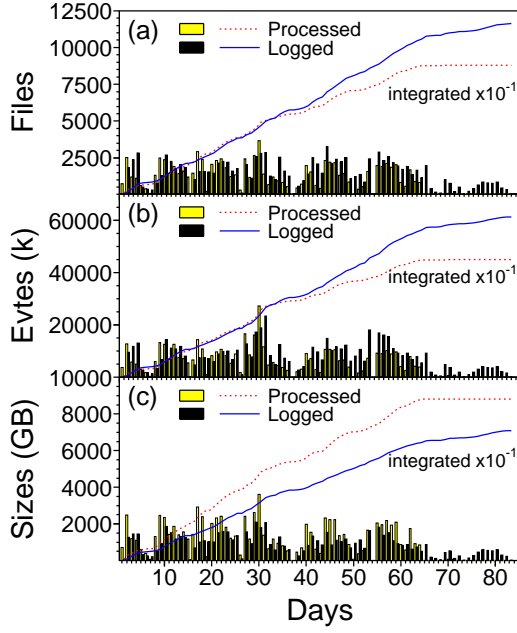 12500
(a)
Processed
Logged
10000
7500
integrated x10-1
Files
5000
2500
(b)
Processed
Logged
60000
40000
integrated x10-1
Evtes (k)
20000
10000
(c)
Processed
Logged
8000
6000
integrated x10-1
Sizes (GB)
4000
2000
10 20 30 40 50 60 70 80
Days